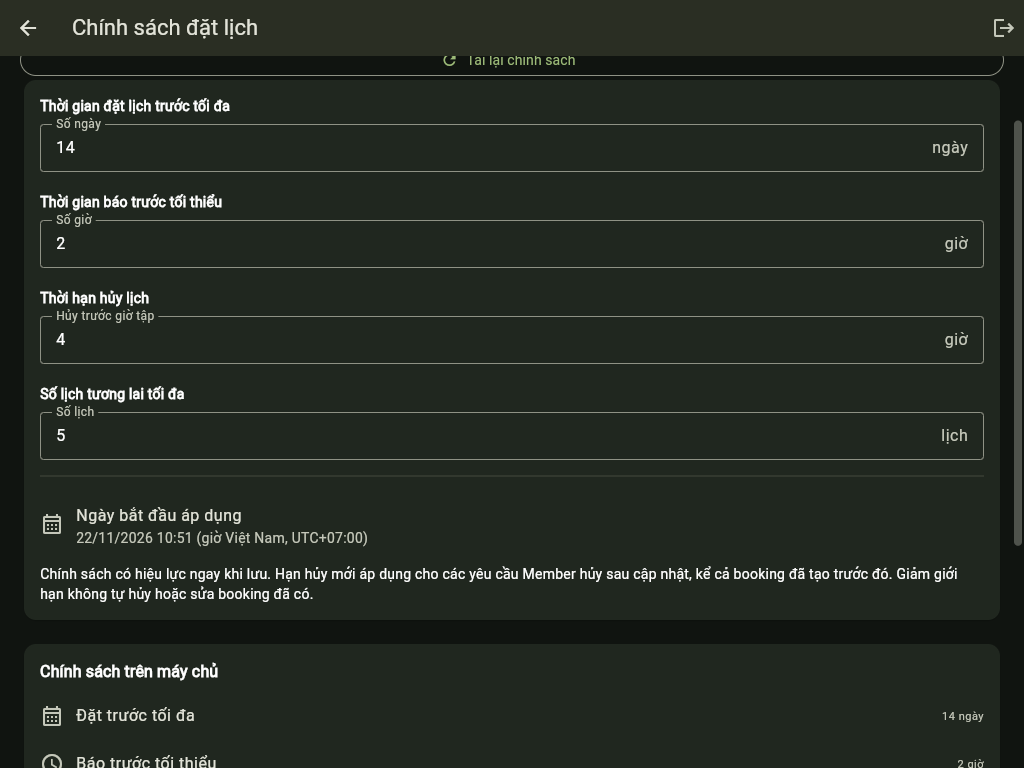 Chính sách đặt lịch
Tải lại chính sách
Thời gian đặt lịch trước tối đa
Số ngày
14 ngày
Thời gian báo trước tối thiểu
Số giờ
2 giờ
Thời hạn hủy lịch
Hủy trước giờ tập
4 giờ
Số lịch tương lai tối đa
Số lịch
5 lịch
Ngày bắt đầu áp dụng
22/11/2026 10:51 (giờ Việt Nam, UTC+07:00)
Chính sách có hiệu lực ngay khi lưu. Hạn hủy mới áp dụng cho các yêu cầu Member hủy sau cập nhật, kể cả booking đã tạo trước đó. Giảm giới
hạn không tự hủy hoặc sửa booking đã có.
Chính sách trên máy chủ
Đặt trước tối đa 14 ngày
Báo trước tối thiểu 2 giờ